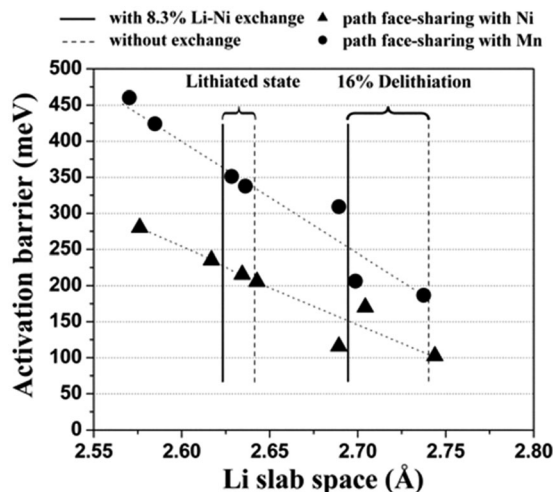 with 8.3% Li-Ni exchange path face-sharing with Ni
without exchange path face-sharing with Mn
500
450
400
350
300
250
200
150
100
50
0
Activation barrier (meV)
Lithiated state 16% Delithiation
2.55 2.60 2.65 2.70 2.75 2.80
Li slab space (Å)